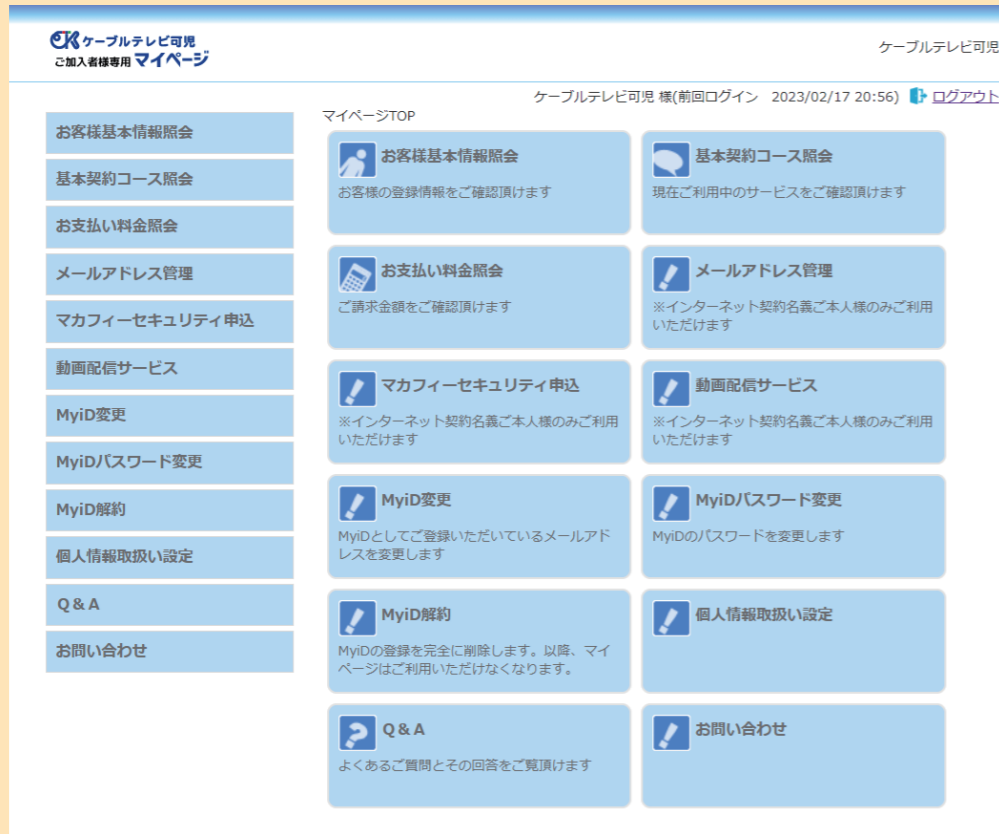 CTK ケーブルテレビ可児
ご加入者様専用 マイページ
ケーブルテレビ可児
ケーブルテレビ可児 様(前回ログイン 2023/02/17 20:56) ログアウト
マイページTOP
お客様基本情報照会
基本契約コース照会
お支払い料金照会
メールアドレス管理
マカフィーセキュリティ申込
動画配信サービス
MyiD変更
MyiDパスワード変更
MyiD解約
個人情報取扱い設定
Q&A
お問い合わせ
お客様基本情報照会
お客様の登録情報をご確認頂けます
基本契約コース照会
現在ご利用中のサービスをご確認頂けます
お支払い料金照会
ご請求金額をご確認頂けます
メールアドレス管理
※インターネット契約名義ご本人様のみご利用
いただけます
マカフィーセキュリティ申込
※インターネット契約名義ご本人様のみご利用
いただけます
動画配信サービス
※インターネット契約名義ご本人様のみご利用
いただけます
MyiD変更
MyiDとしてご登録いただいているメールアド
レスを変更します
MyiDパスワード変更
MyiDのパスワードを変更します
MyiD解約
MyiDの登録を完全に削除します。以降、マイ
ページはご利用いただけなくなります。
個人情報取扱い設定
Q&A
よくあるご質問とその回答をご覧頂けます
お問い合わせ